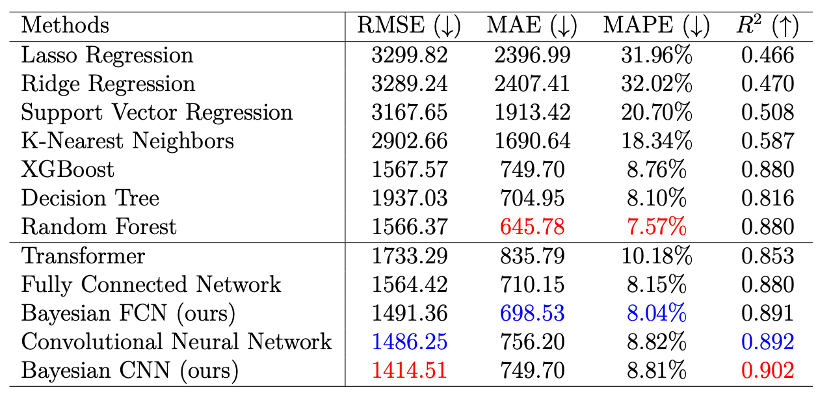 Methods RMSE (↓) MAE (↓) MAPE (↓) R² (↑)
Lasso Regression 3299.82 2396.99 31.96% 0.466
Ridge Regression 3289.24 2407.41 32.02% 0.470
Support Vector Regression 3167.65 1913.42 20.70% 0.508
K-Nearest Neighbors 2902.66 1690.64 18.34% 0.587
XGBoost 1567.57 749.70 8.76% 0.880
Decision Tree 1937.03 704.95 8.10% 0.816
Random Forest 1566.37 645.78 7.57% 0.880
Transformer 1733.29 835.79 10.18% 0.853
Fully Connected Network 1564.42 710.15 8.15% 0.880
Bayesian FCN (ours) 1491.36 698.53 8.04% 0.891
Convolutional Neural Network 1486.25 756.20 8.82% 0.892
Bayesian CNN (ours) 1414.51 749.70 8.81% 0.902